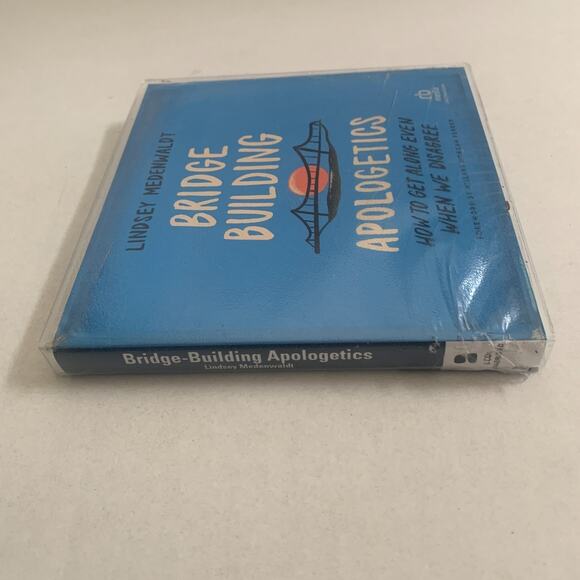 LINDSEY MEDENWALDT
BRIDGE
BUILDING
APOLOGETICS
HOW TO GET ALONG EVEN
WHEN WE DISAGREE
Bridge-Building Apologetics
Lindsey Medenwaldt